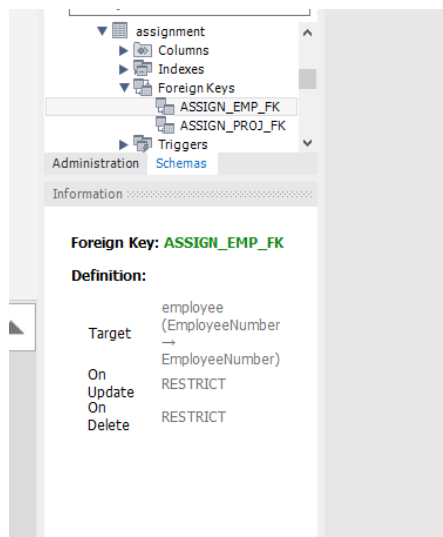 assignment
Columns
Indexes
Foreign Keys
ASSIGN_EMP_FK
ASSIGN_PROJ_FK
Triggers
Administration Schemas
Information
Foreign Key: ASSIGN_EMP_FK
Definition:
Target employee
(EmployeeNumber
→
EmployeeNumber)
On
Update RESTRICT
On
Delete RESTRICT